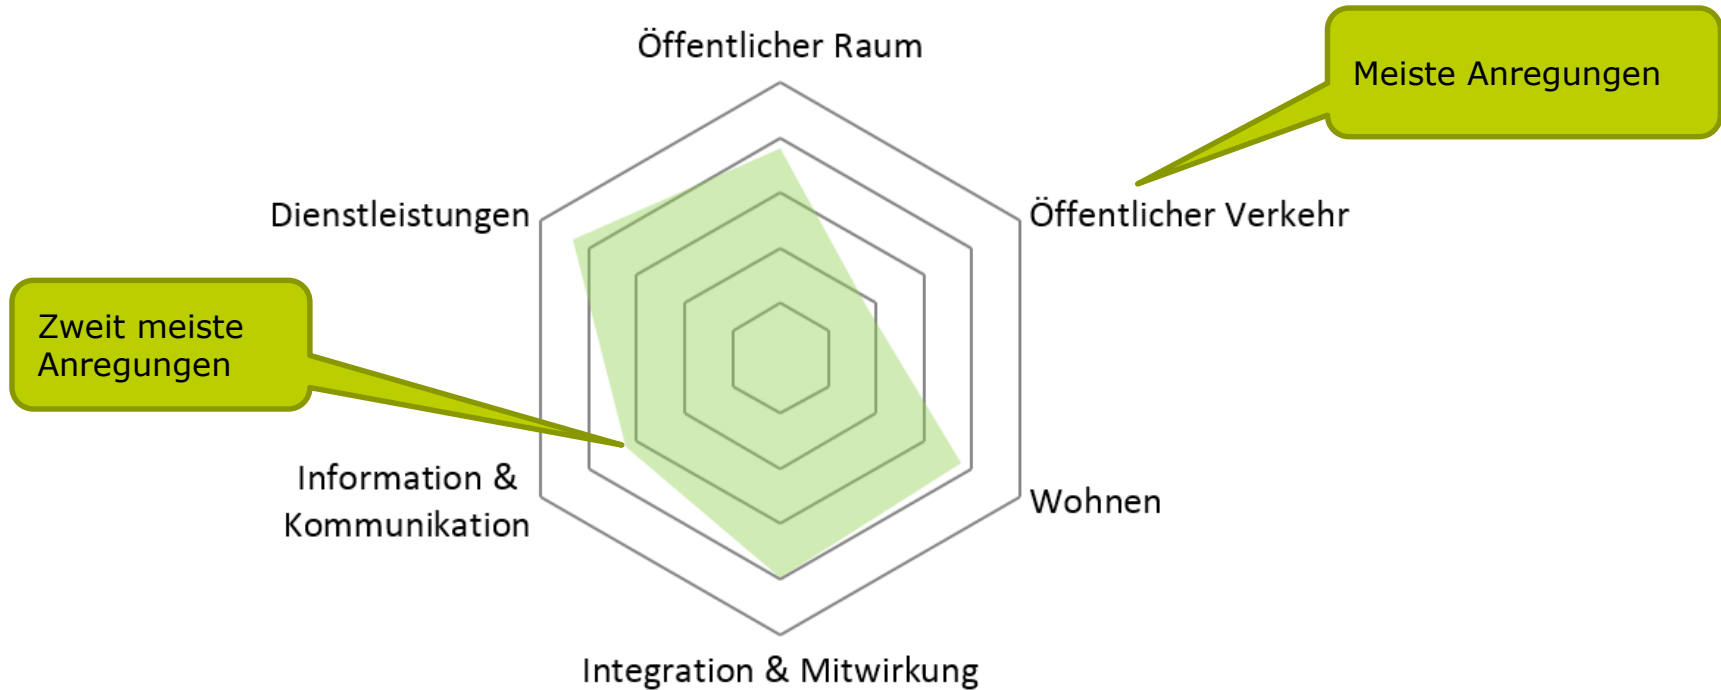 Öffentlicher Raum
Meiste Anregungen
Dienstleistungen
Öffentlicher Verkehr
Zweit meiste
Anregungen
Information &
Kommunikation
Wohnen
Integration & Mitwirkung